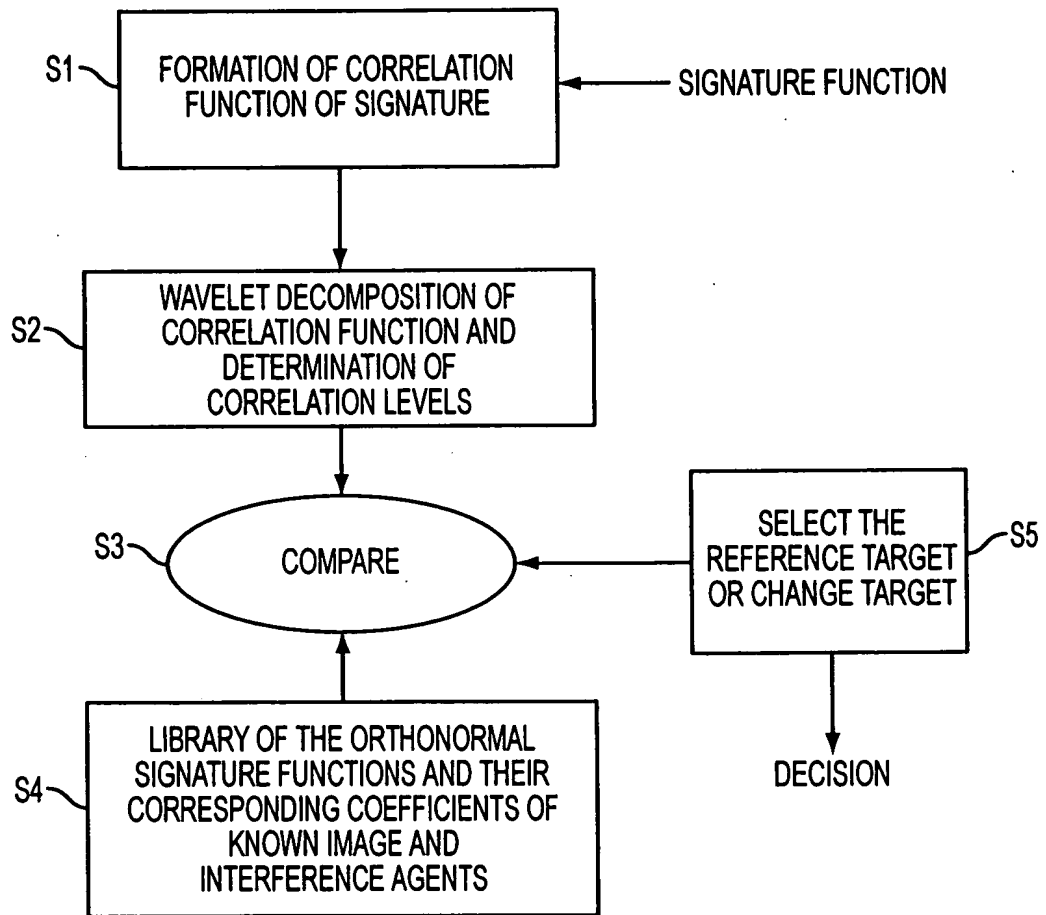 S1
FORMATION OF CORRELATION
FUNCTION OF SIGNATURE
SIGNATURE FUNCTION
S2
WAVELET DECOMPOSITION OF
CORRELATION FUNCTION AND
DETERMINATION OF
CORRELATION LEVELS
S3
COMPARE
SELECT THE
REFERENCE TARGET
OR CHANGE TARGET
S5
DECISION
S4
LIBRARY OF THE ORTHONORMAL
SIGNATURE FUNCTIONS AND THEIR
CORRESPONDING COEFFICIENTS OF
KNOWN IMAGE AND
INTERFERENCE AGENTS